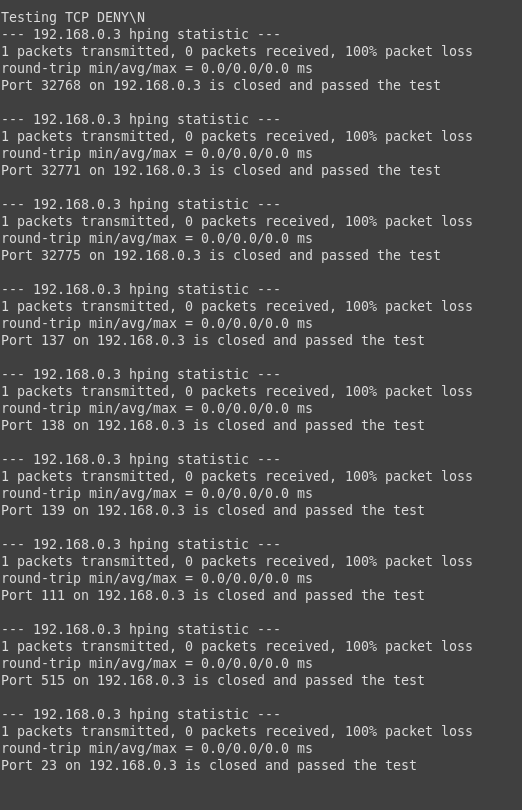 Testing TCP DENY\N
--- 192.168.0.3 hping statistic ---
1 packets transmitted, 0 packets received, 100% packet loss
round-trip min/avg/max = 0.0/0.0/0.0 ms
Port 32768 on 192.168.0.3 is closed and passed the test

--- 192.168.0.3 hping statistic ---
1 packets transmitted, 0 packets received, 100% packet loss
round-trip min/avg/max = 0.0/0.0/0.0 ms
Port 32771 on 192.168.0.3 is closed and passed the test

--- 192.168.0.3 hping statistic ---
1 packets transmitted, 0 packets received, 100% packet loss
round-trip min/avg/max = 0.0/0.0/0.0 ms
Port 32775 on 192.168.0.3 is closed and passed the test

--- 192.168.0.3 hping statistic ---
1 packets transmitted, 0 packets received, 100% packet loss
round-trip min/avg/max = 0.0/0.0/0.0 ms
Port 137 on 192.168.0.3 is closed and passed the test

--- 192.168.0.3 hping statistic ---
1 packets transmitted, 0 packets received, 100% packet loss
round-trip min/avg/max = 0.0/0.0/0.0 ms
Port 138 on 192.168.0.3 is closed and passed the test

--- 192.168.0.3 hping statistic ---
1 packets transmitted, 0 packets received, 100% packet loss
round-trip min/avg/max = 0.0/0.0/0.0 ms
Port 139 on 192.168.0.3 is closed and passed the test

--- 192.168.0.3 hping statistic ---
1 packets transmitted, 0 packets received, 100% packet loss
round-trip min/avg/max = 0.0/0.0/0.0 ms
Port 111 on 192.168.0.3 is closed and passed the test

--- 192.168.0.3 hping statistic ---
1 packets transmitted, 0 packets received, 100% packet loss
round-trip min/avg/max = 0.0/0.0/0.0 ms
Port 515 on 192.168.0.3 is closed and passed the test

--- 192.168.0.3 hping statistic ---
1 packets transmitted, 0 packets received, 100% packet loss
round-trip min/avg/max = 0.0/0.0/0.0 ms
Port 23 on 192.168.0.3 is closed and passed the test